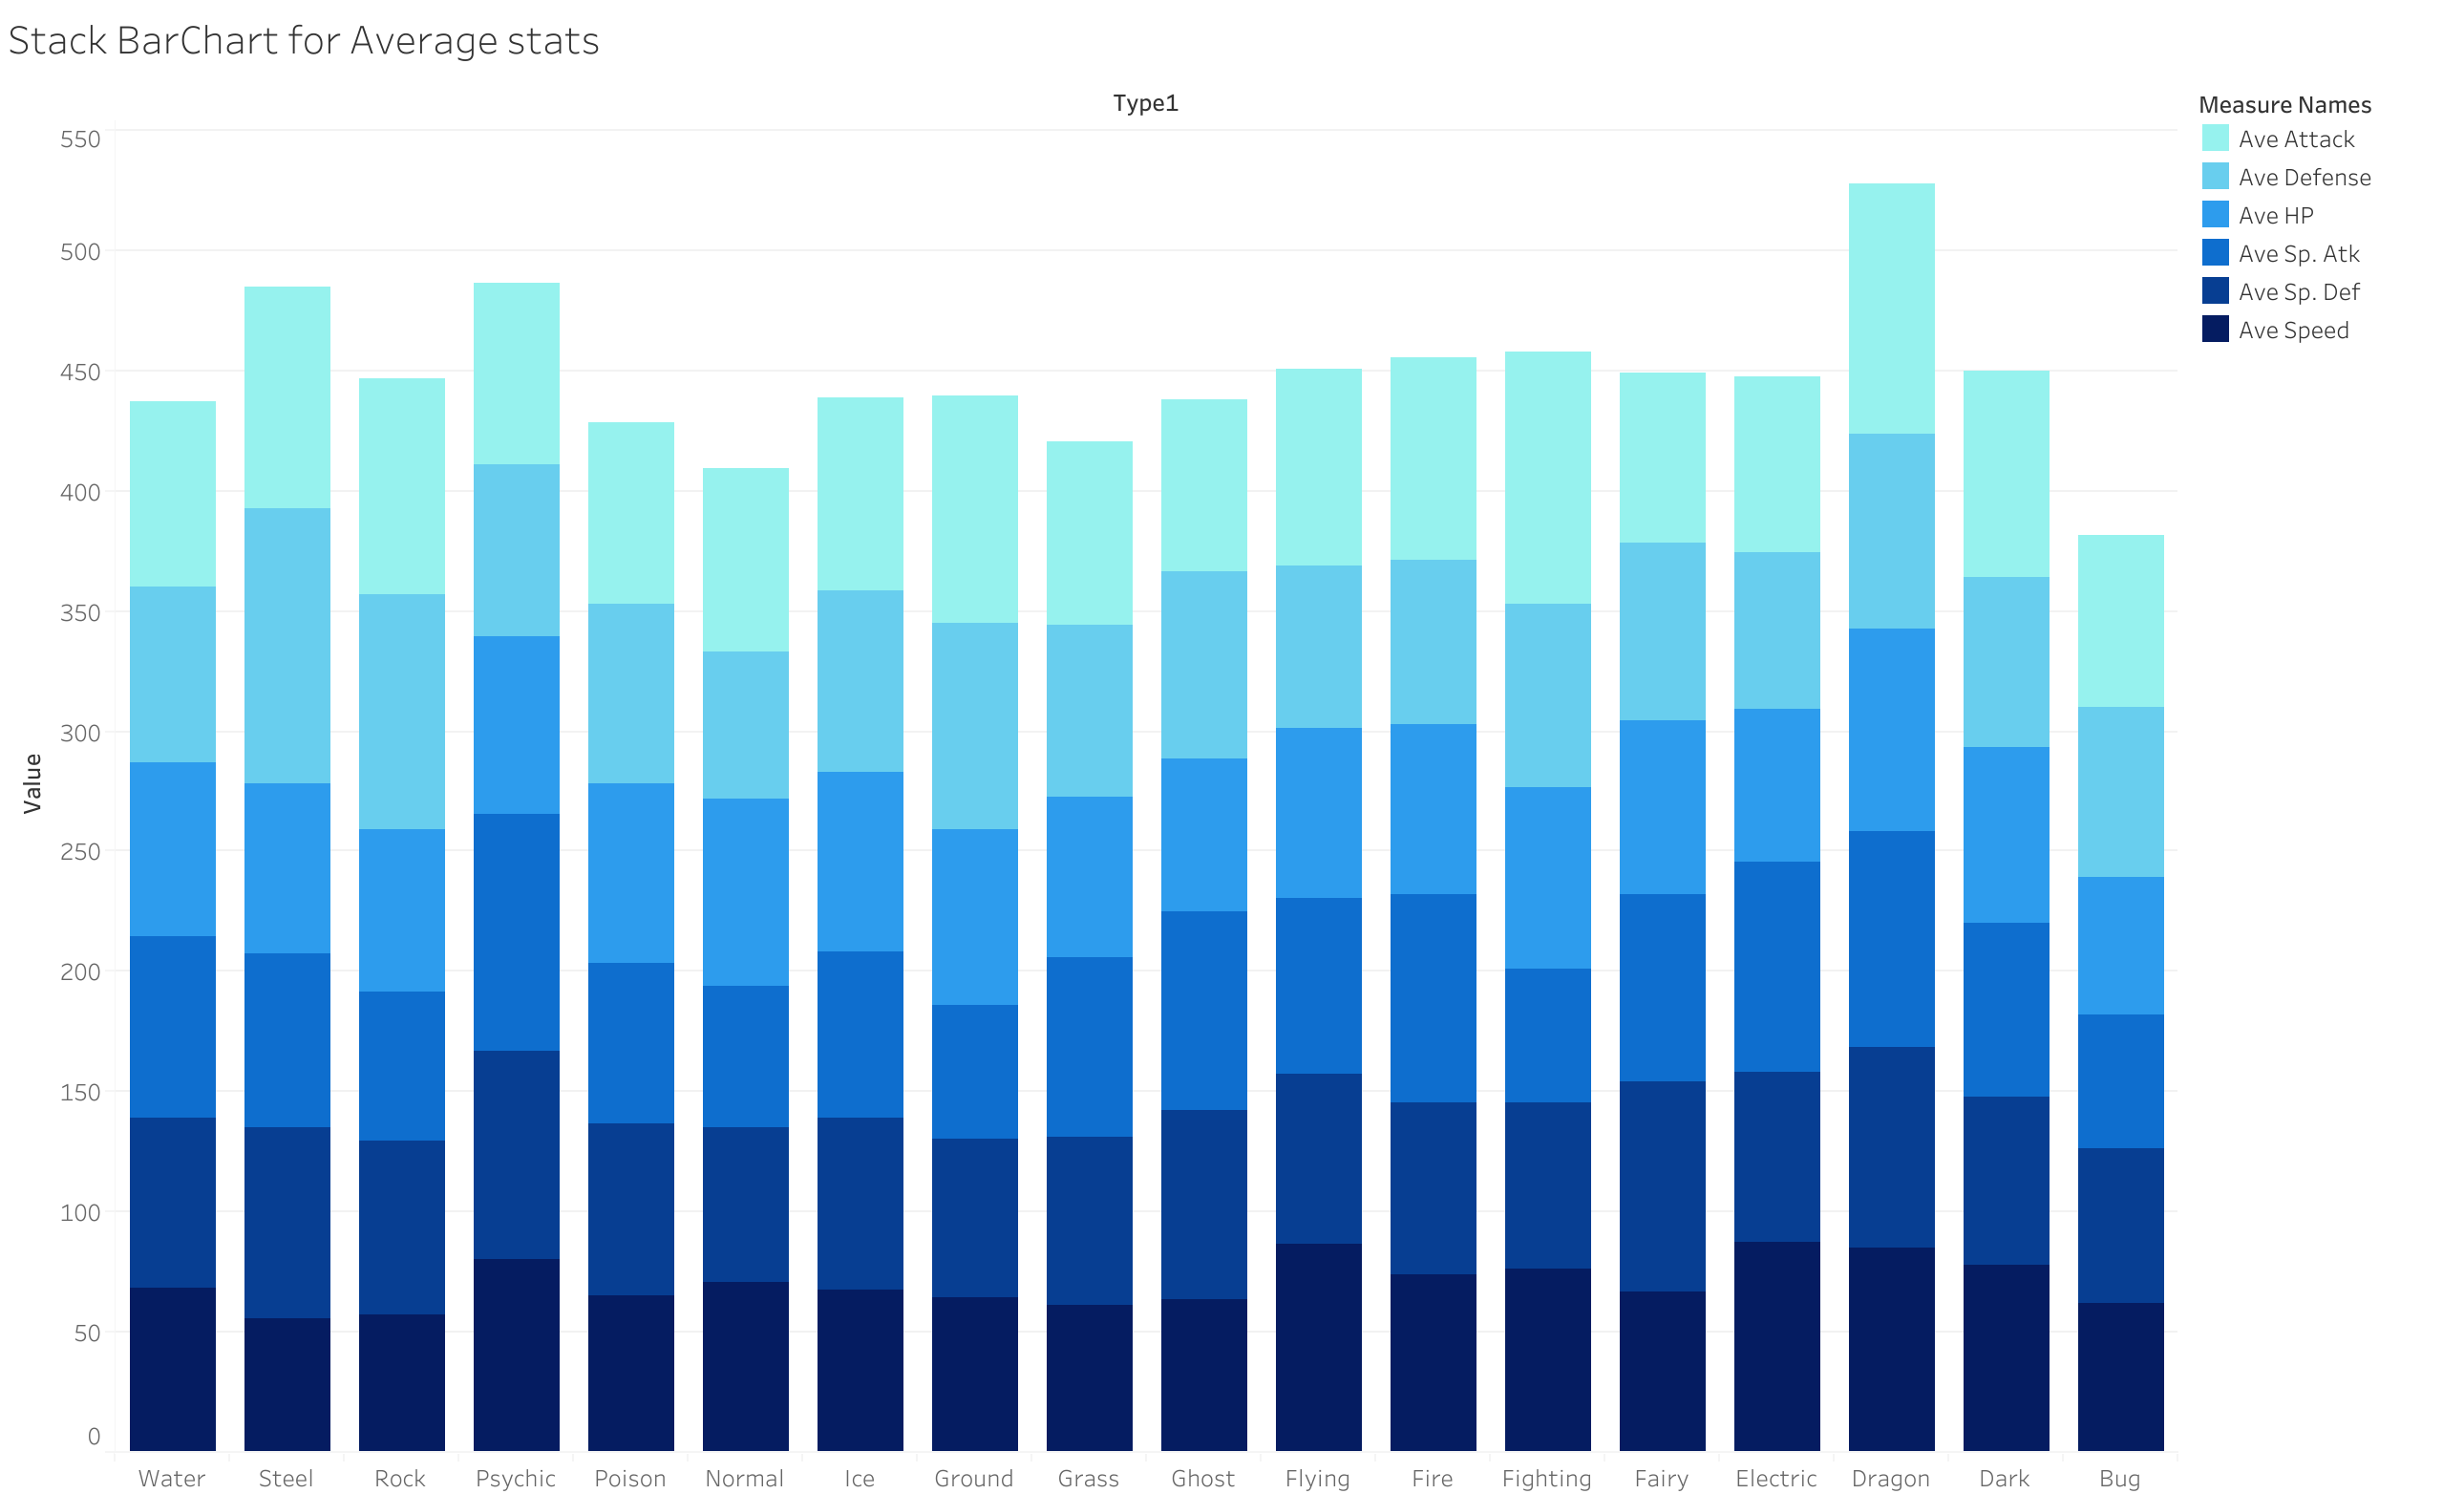 Stack BarChart for Average stats
Type1
Measure Names
Ave Attack
Ave Defense
Ave HP
Ave Sp. Atk
Ave Sp. Def
Ave Speed
550
500
450
400
350
300
250
200
150
100
50
0
Value
Water Steel Rock Psychic Poison Normal Ice Ground Grass Ghost Flying Fire Fighting Fairy Electric Dragon Dark Bug